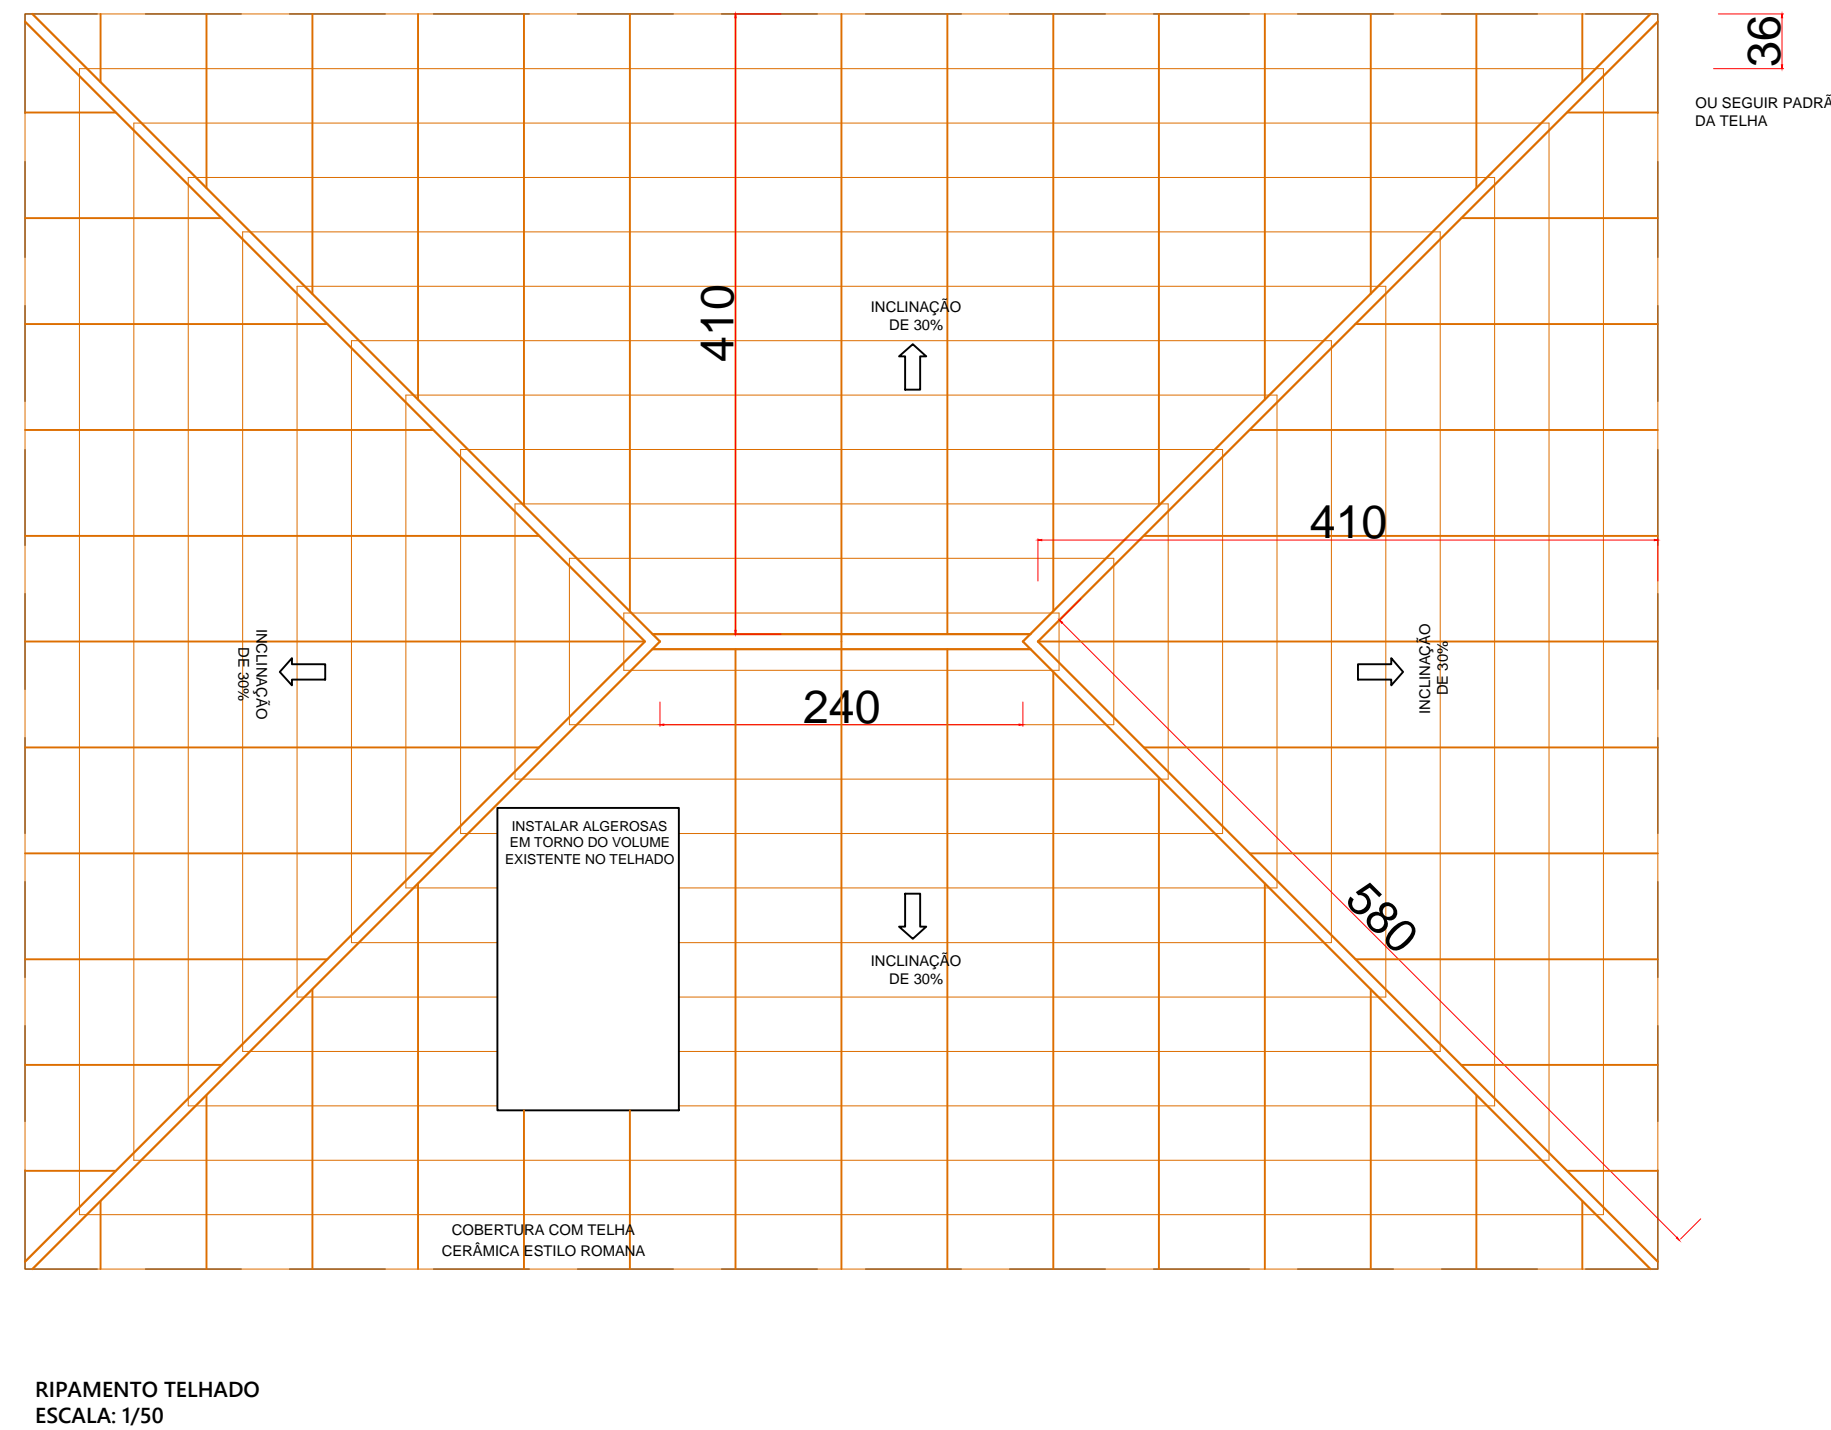 36
OU SEGUIR PADRÃ
DA TELHA
410
INCLINAÇÃO
DE 30%
410
INCLINAÇÃO
DE 30%
INCLINAÇÃO
DE 30%
240
INSTALAR ALGEROSAS
EM TORNO DO VOLUME
EXISTENTE NO TELHADO
580
INCLINAÇÃO
DE 30%
COBERTURA COM TELHA
CERÂMICA ESTILO ROMANA
RIPAMENTO TELHADO
ESCALA: 1/50